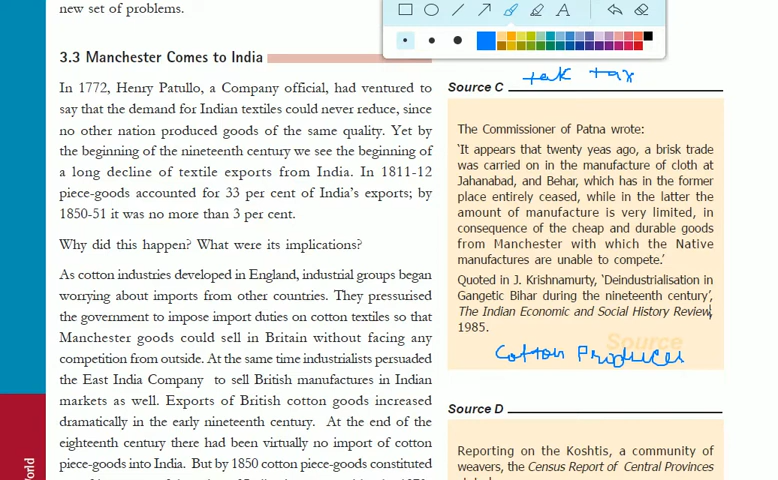 new set of problems.
3.3 Manchester Comes to India
In 1772, Henry Patullo, a Company official, had ventured to
say that the demand for Indian textiles could never reduce, since
no other nation produced goods of the same quality. Yet by
the beginning of the nineteenth century we see the beginning of
a long decline of textile exports from India. In 1811-12
piece-goods accounted for 33 per cent of India's exports; by
1850-51 it was no more than 3 per cent.
Why did this happen? What were its implications?
As cotton industries developed in England, industrial groups began
worrying about imports from other countries. They pressurised
the government to impose import duties on cotton textiles so that
Manchester goods could sell in Britain without facing any
competition from outside. At the same time industrialists persuaded
the East India Company to sell British manufactures in Indian
markets as well. Exports of British cotton goods increased
dramatically in the early nineteenth century. At the end of the
eighteenth century there had been virtually no import of cotton
piece-goods into India. But by 1850 cotton piece-goods constituted
World
A
tax
Source C
The Commissioner of Patna wrote:
'It appears that twenty yeas ago, a brisk trade
was carried on in the manufacture of cloth at
Jahanabad, and Behar, which has in the former
place entirely ceased, while in the latter the
amount of manufacture is very limited, in
consequence of the cheap and durable goods
from Manchester with which the Native
manufactures are unable to compete.'
Quoted in J. Krishnamurty, 'Deindustrialisation in
Gangetic Bihar during the nineteenth century',
The Indian Economic and Social History Review,
1985.
Source
Cotton Producer
Source D
Reporting on the Koshtis, a community of
weavers, the Census Report of Central Provinces